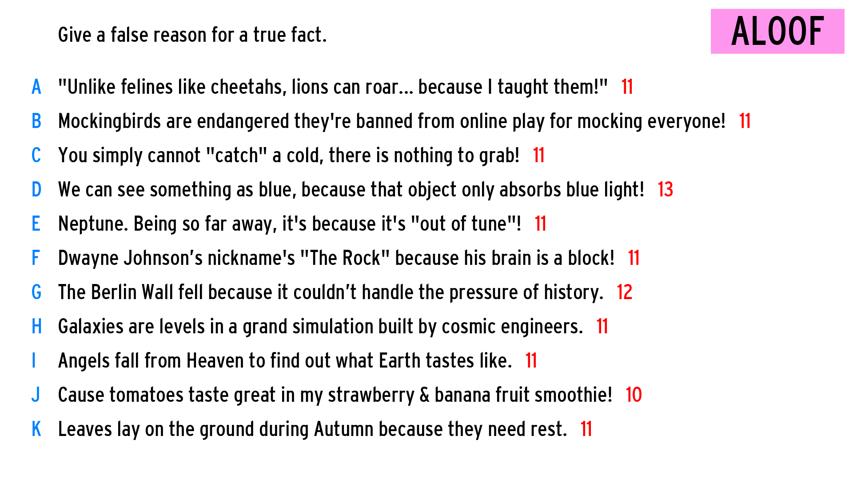 Give a false reason for a true fact.
ALOOF
A "Unlike felines like cheetahs, lions can roar... because I taught them!" 11
B Mockingbirds are endangered they're banned from online play for mocking everyone! 11
C You simply cannot "catch" a cold, there is nothing to grab! 11
D We can see something as blue, because that object only absorbs blue light! 13
E Neptune. Being so far away, it's because it's "out of tune"! 11
F Dwayne Johnson's nickname's "The Rock" because his brain is a block! 11
G The Berlin Wall fell because it couldn't handle the pressure of history. 12
H Galaxies are levels in a grand simulation built by cosmic engineers. 11
I Angels fall from Heaven to find out what Earth tastes like. 11
J Cause tomatoes taste great in my strawberry & banana fruit smoothie! 10
K Leaves lay on the ground during Autumn because they need rest. 11